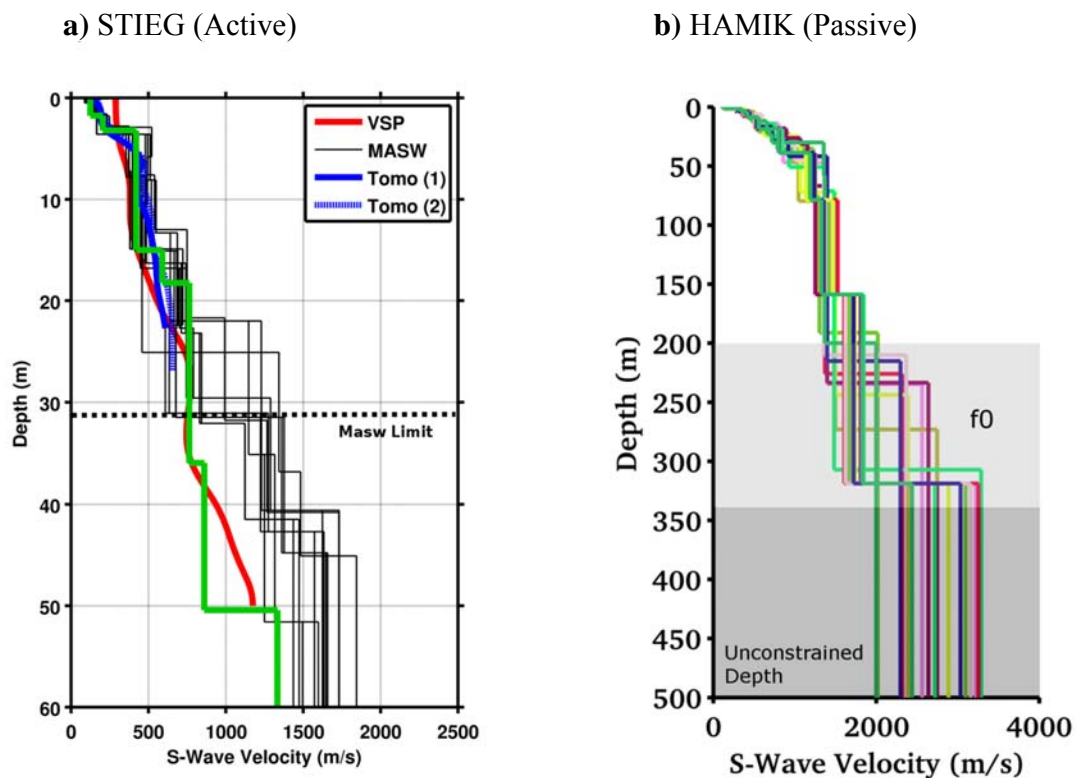 a) STIEG (Active)
b) HAMIK (Passive)
0
10
20
30
40
50
60
Depth (m)
0 500 1000 1500 2000 2500
S-Wave Velocity (m/s)
VSP
MASW
Tomo (1)
Tomo (2)
Masw Limit
0
50
100
150
200
250
300
350
400
450
500
Depth (m)
f0
Unconstrained
Depth
0 2000 4000
S-Wave Velocity (m/s)